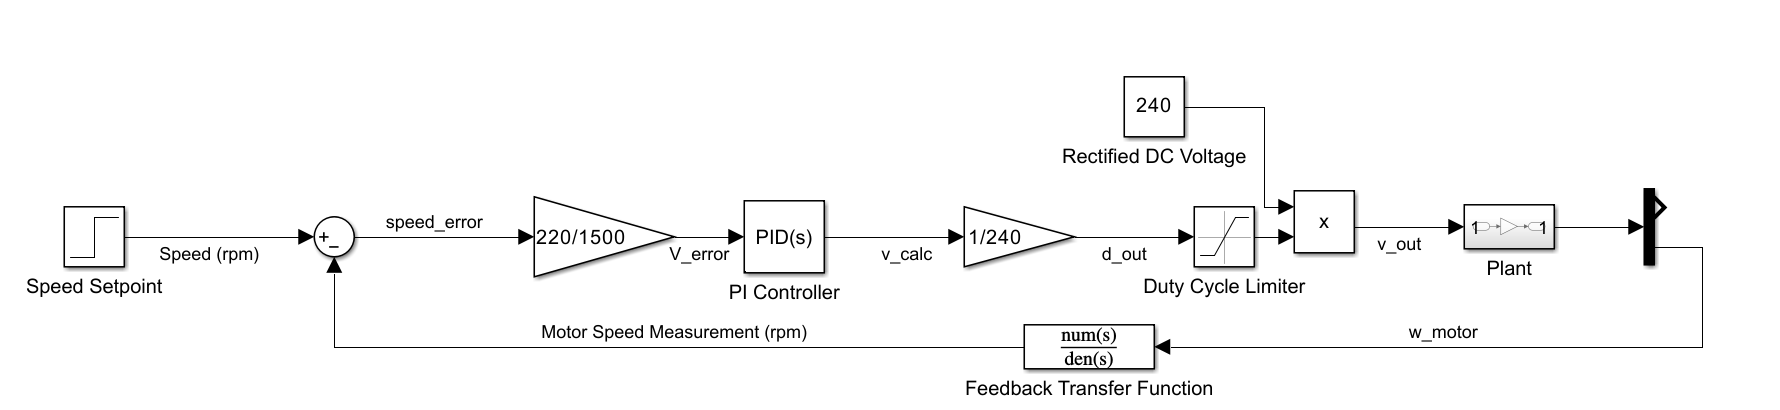 240
Rectified DC Voltage
Speed (rpm)
Speed Setpoint
+
_
speed_error
220/1500
V_error
PID(s)
PI Controller
v_calc
1/240
d_out
Duty Cycle Limiter
x
v_out
1
1
Plant
Motor Speed Measurement (rpm)
num(s)
den(s)
Feedback Transfer Function
w_motor